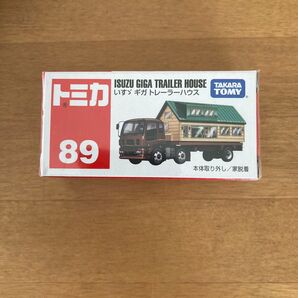 トミカ
89
ISUZU GIGA TRAILER HOUSE
いすゞ ギガ トレーラーハウス
TAKARA
TOMY
本体取り外し/家脱着